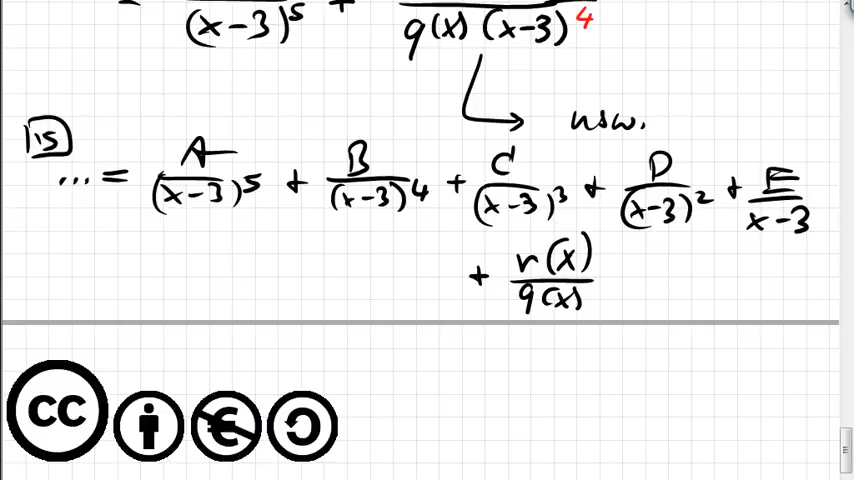 = (x-3)^5 + q(x) (x-3)^4
usw.
15
... = A/(x-3)^5 + B/(x-3)^4 + C/(x-3)^3 + D/(x-3)^2 + E/x-3
+ r(x)/q(x)
cc